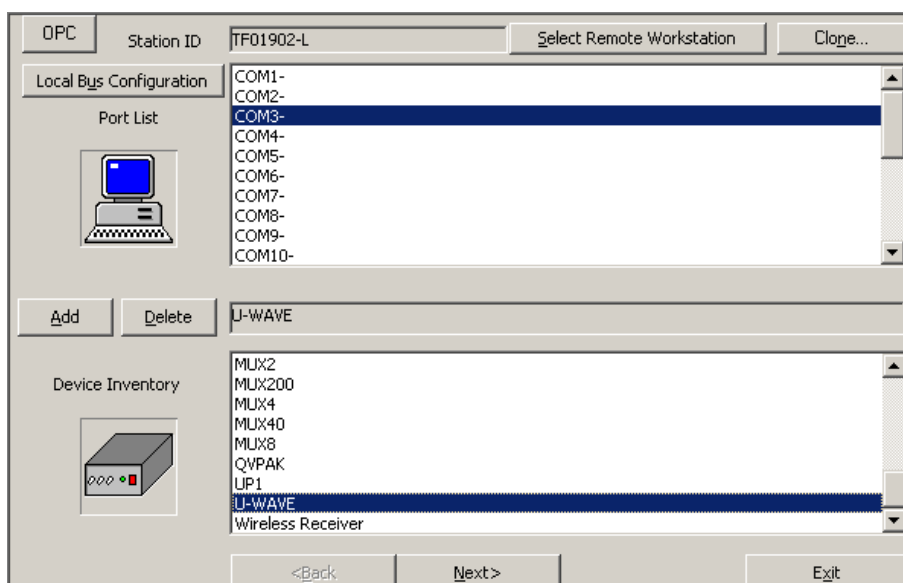 OPC
Station ID
TF01902-L
Select Remote Workstation
Clone...
Local Bus Configuration
Port List
COM1-
COM2-
COM3-
COM4-
COM5-
COM6-
COM7-
COM8-
COM9-
COM10-
Add
Delete
U-WAVE
Device Inventory
MUX2
MUX200
MUX4
MUX40
MUX8
QVPAK
UP1
U-WAVE
Wireless Receiver
<Back
Next>
Exit